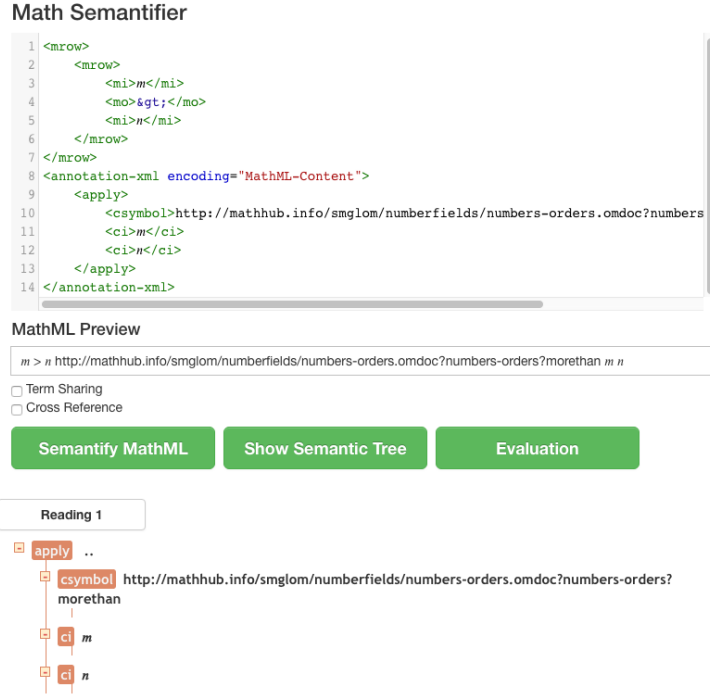 Math Semantifier
1 <mrow>
2     <mrow>
3         <mi>m</mi>
4         <mo>&gt;</mo>
5         <mi>n</mi>
6     </mrow>
7 </mrow>
8 <annotation-xml encoding="MathML-Content">
9     <apply>
10         <csymbol>http://mathhub.info/smglom/numberfields/numbers-orders.omdoc?numbers
11         <ci>m</ci>
12         <ci>n</ci>
13     </apply>
14 </annotation-xml>
MathML Preview
m > n http://mathhub.info/smglom/numberfields/numbers-orders.omdoc?numbers-orders?morethan m n
Term Sharing
Cross Reference
Semantify MathML Show Semantic Tree Evaluation
Reading 1
apply ..
csymbol http://mathhub.info/smglom/numberfields/numbers-orders.omdoc?numbers-orders?
morethan
ci m
ci n